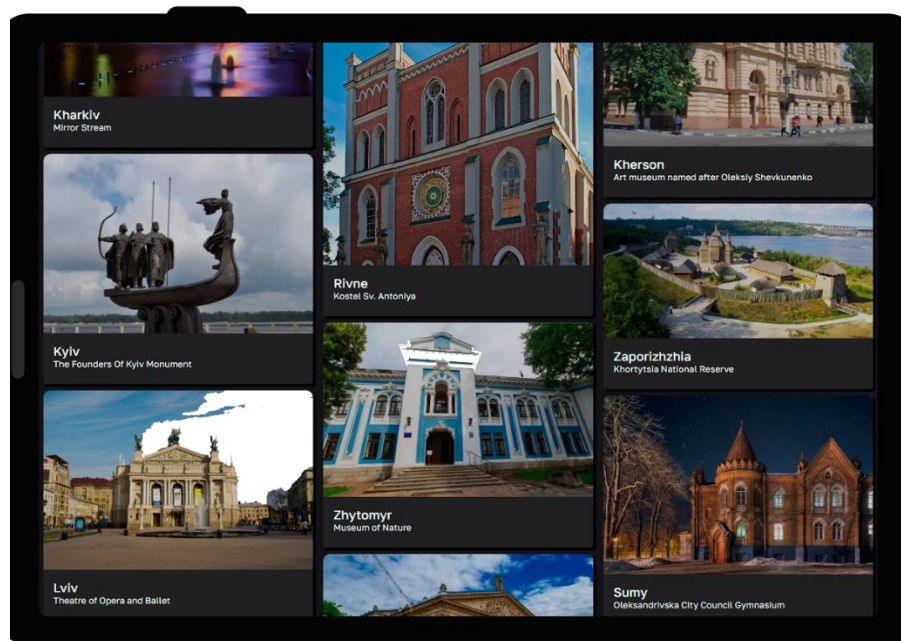 Kharkiv
Mirror Stream
Kyiv
The Founders Of Kyiv Monument
Lviv
Theatre of Opera and Ballet
Rivne
Kostel Sv. Antoniya
Zhytomyr
Museum of Nature
Kherson
Art museum named after Oleksiy Shevkunenko
Zaporizhzhia
Khortytsia National Reserve
Sumy
Oleksandrivska City Council Gymnasium